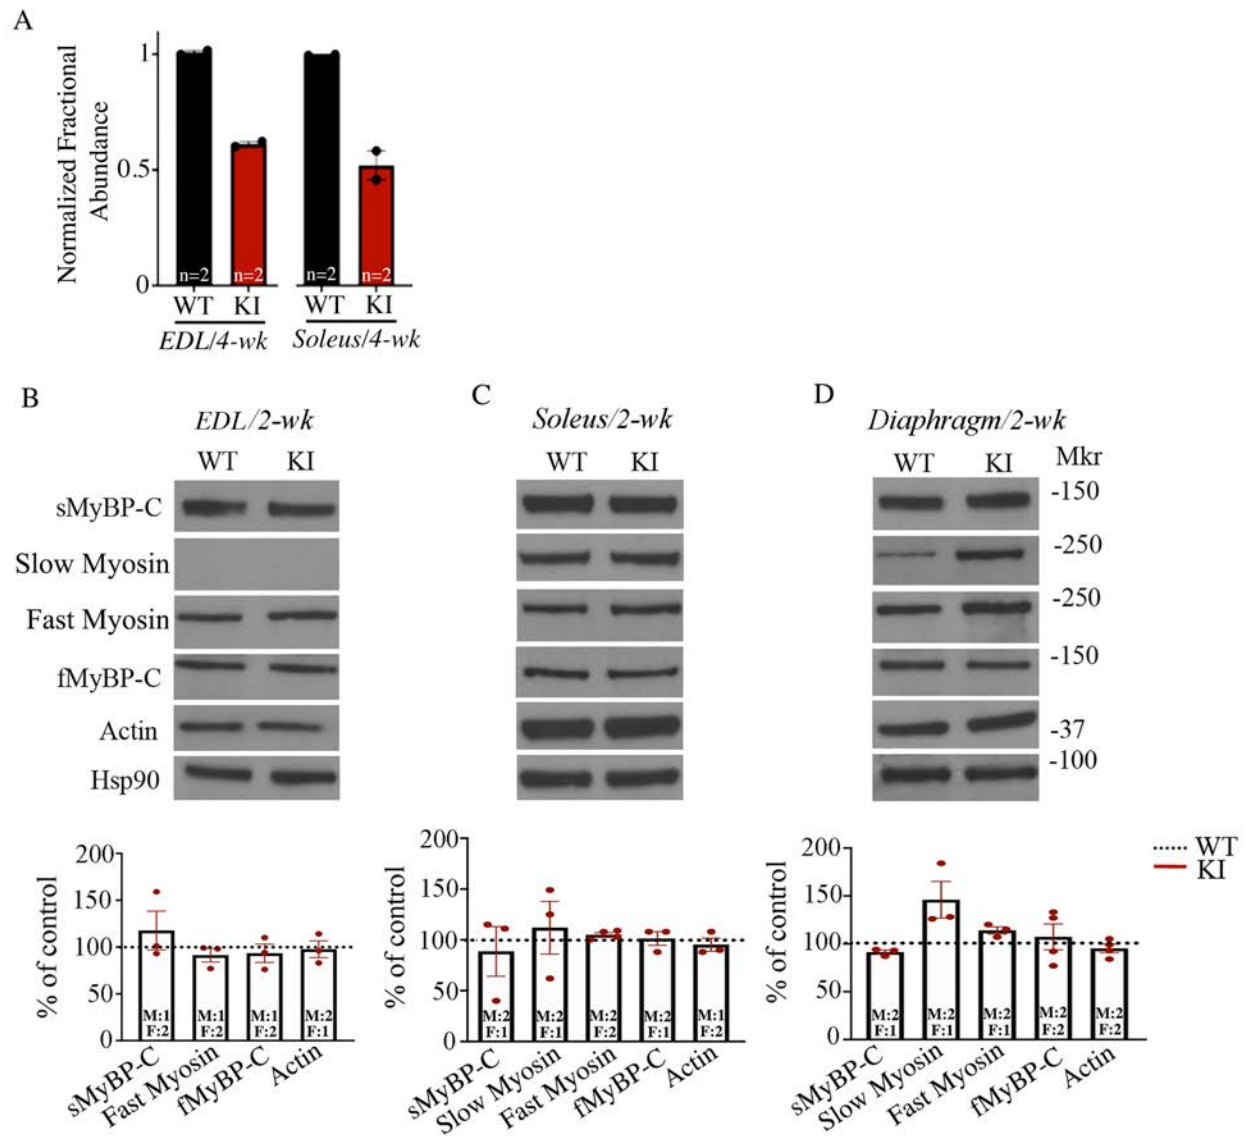 A
Normalized Fractional
Abundance
1
0.5
0
n=2
n=2
n=2
n=2
WT
KI
WT
KI
EDL/4-wk
Soleus/4-wk
B
C
D
EDL/2-wk
Soleus/2-wk
Diaphragm/2-wk
WT
KI
WT
KI
WT
KI
Mkr
sMyBP-C
-150
Slow Myosin
-250
Fast Myosin
-250
fMyBP-C
-150
Actin
-37
Hsp90
-100
% of control
200
150
100
50
0
M:1
F:2
M:1
F:2
M:1
F:2
M:2
F:1
sMyBP-C
Fast Myosin
fMyBP-C
Actin
% of control
200
150
100
50
0
M:2
F:1
M:2
F:1
M:2
F:1
M:1
F:2
M:1
F:2
sMyBP-C
Slow Myosin
Fast Myosin
fMyBP-C
Actin
% of control
200
150
100
50
0
M:2
F:1
M:2
F:1
M:2
F:1
M:2
F:2
M:2
F:2
sMyBP-C
Slow Myosin
Fast Myosin
fMyBP-C
Actin
WT
KI